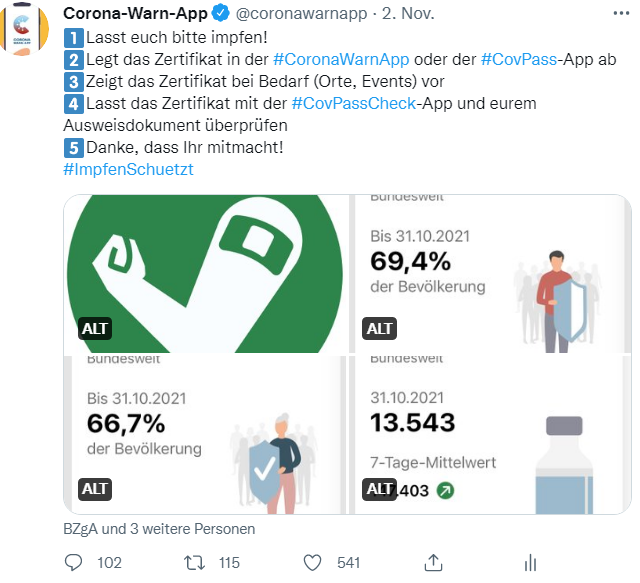 Corona-Warn-App @coronawarnapp · 2. Nov.
1 Lasst euch bitte impfen!
2 Legt das Zertifikat in der #CoronaWarnApp oder der #CovPass-App ab
3 Zeigt das Zertifikat bei Bedarf (Orte, Events) vor
4 Lasst das Zertifikat mit der #CovPassCheck-App und eurem
Ausweisdokument überprüfen
5 Danke, dass Ihr mitmacht!
#ImpfenSchuetzt
ALT
Bundesweit
Bis 31.10.2021
69,4%
der Bevölkerung
ALT
Bundesweit
Bis 31.10.2021
66,7%
der Bevölkerung
ALT
Bundesweit
31.10.2021
13.543
7-Tage-Mittelwert
ALT
.403
BZgA und 3 weitere Personen
102 115 541